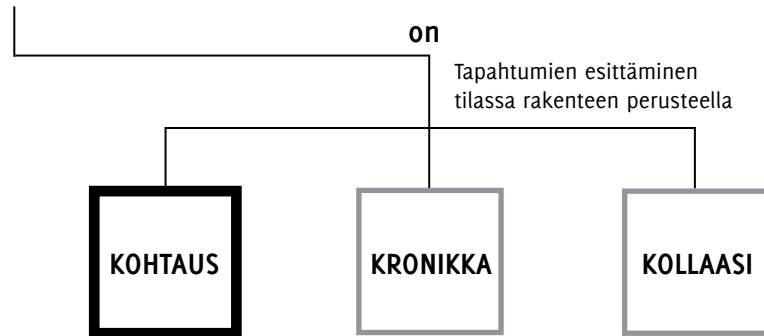 on
Tapahtumien esittäminen
tilassa rakenteen perusteella
KOHTAUS
KRONIKKA
KOLLAASI